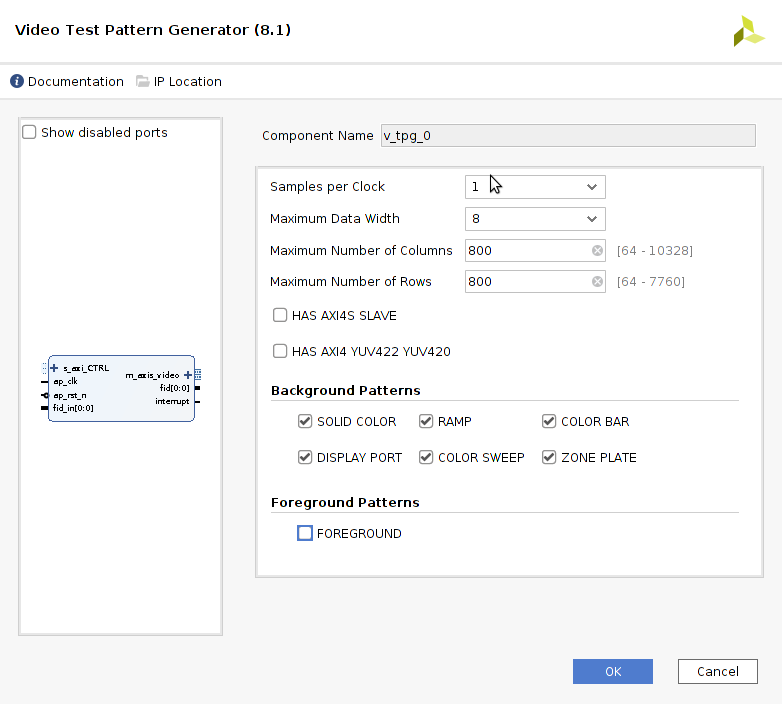 Video Test Pattern Generator (8.1)
Documentation IP Location
Show disabled ports
s_axi_CTRL
ap_clk
ap_rst_n
fid_in[0:0]
m_axis_video
fid[0:0]
interrupt
Component Name v_tpg_0
Samples per Clock 1
Maximum Data Width 8
Maximum Number of Columns 800 [64 - 10328]
Maximum Number of Rows 800 [64 - 7760]
HAS AXI4S SLAVE
HAS AXI4 YUV422 YUV420
Background Patterns
SOLID COLOR RAMP COLOR BAR
DISPLAY PORT COLOR SWEEP ZONE PLATE
Foreground Patterns
FOREGROUND
OK Cancel